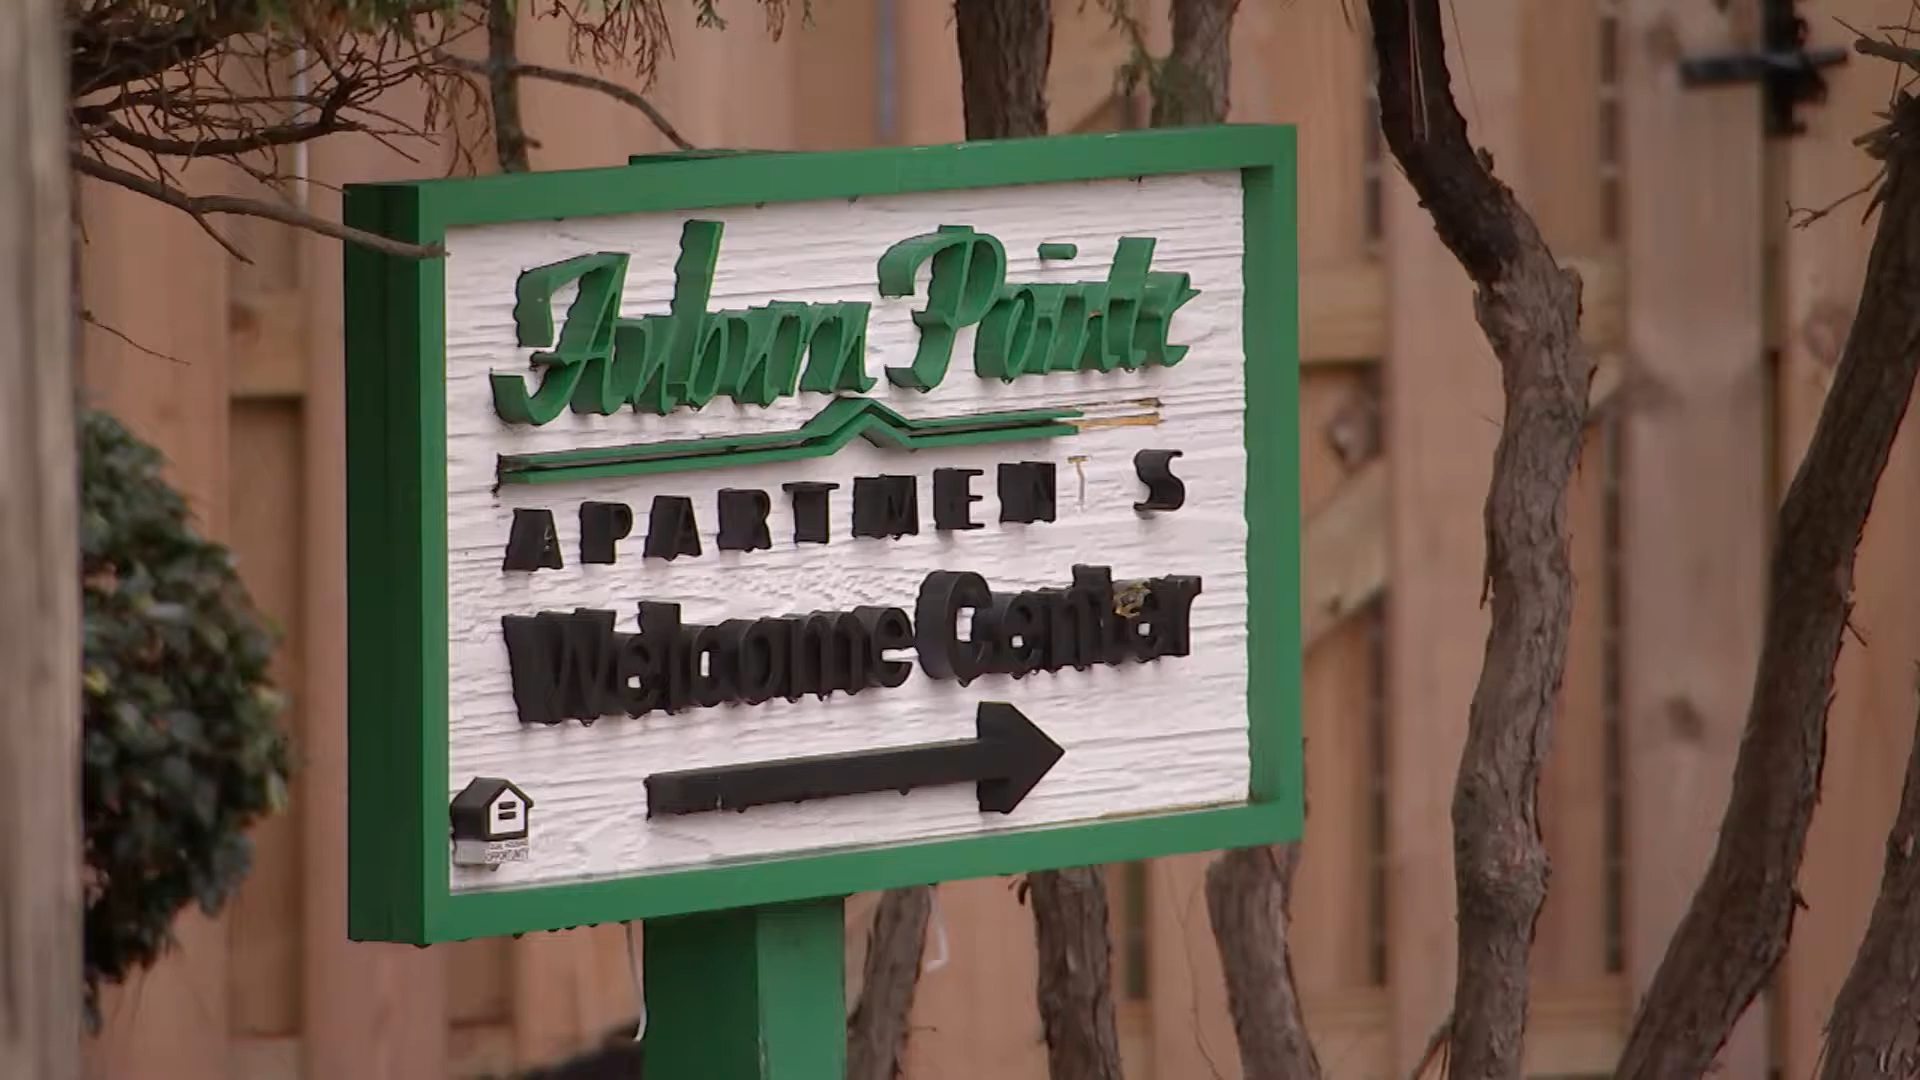 Auburn Pointe
APARTMENTS
Welcome Center
EQUAL HOUSING
OPPORTUNITY